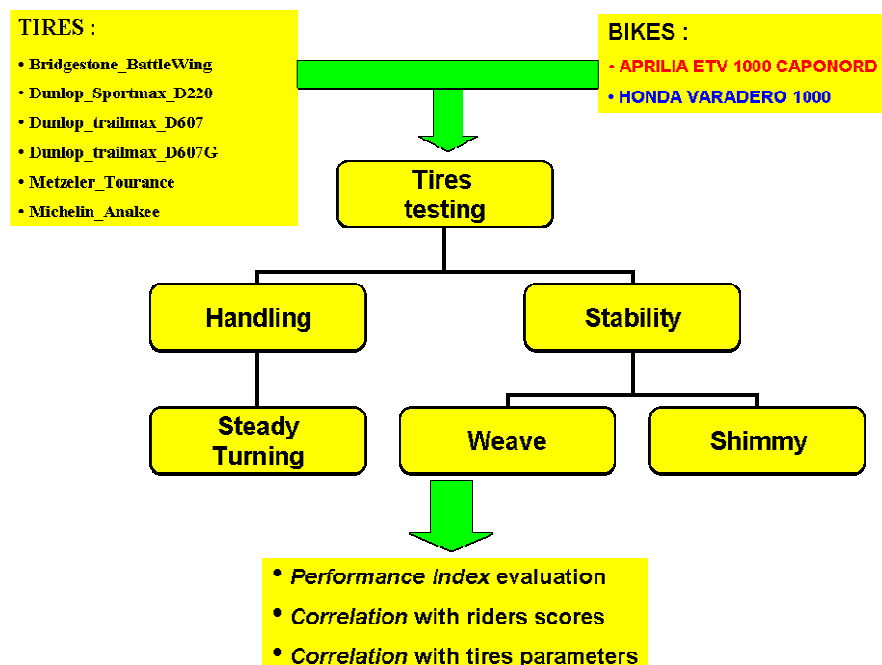 TIRES :
• Bridgestone_BattleWing
• Dunlop_Sportmax_D220
• Dunlop_trailmax_D607
• Dunlop_trailmax_D607G
• Metzeler_Tourance
• Michelin_Anakee
BIKES :
• APRILIA ETV 1000 CAPONORD
• HONDA VARADERO 1000
Tires
testing
Handling
Stability
Steady
Turning
Weave
Shimmy
• Performance Index evaluation
• Correlation with riders scores
• Correlation with tires parameters